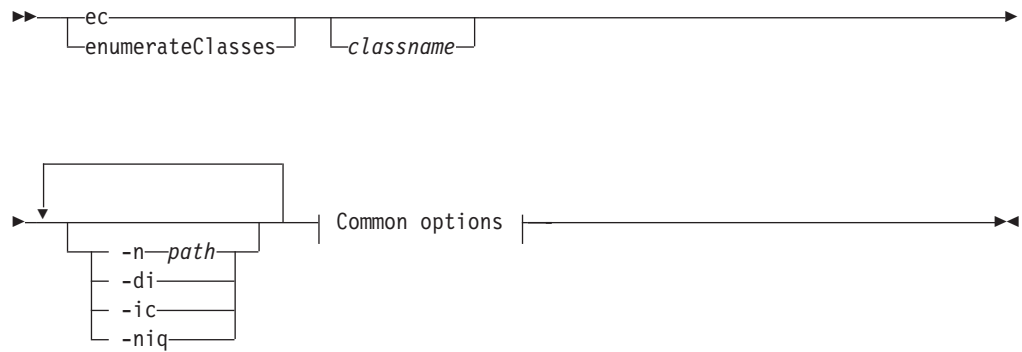 ec
enumerateClasses
classname
Common options
-n path
-di
-ic
-niq